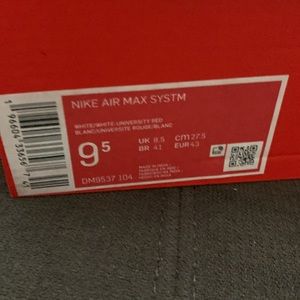 NIKE AIR MAX SYSTM
WHITE/WHITE-UNIVERSITY RED
BLANC/UNIVERSITE ROUGE/BLANC
9.5
UK 8.5 CM 27.5
BR 41 EUR 43
DM9537 104